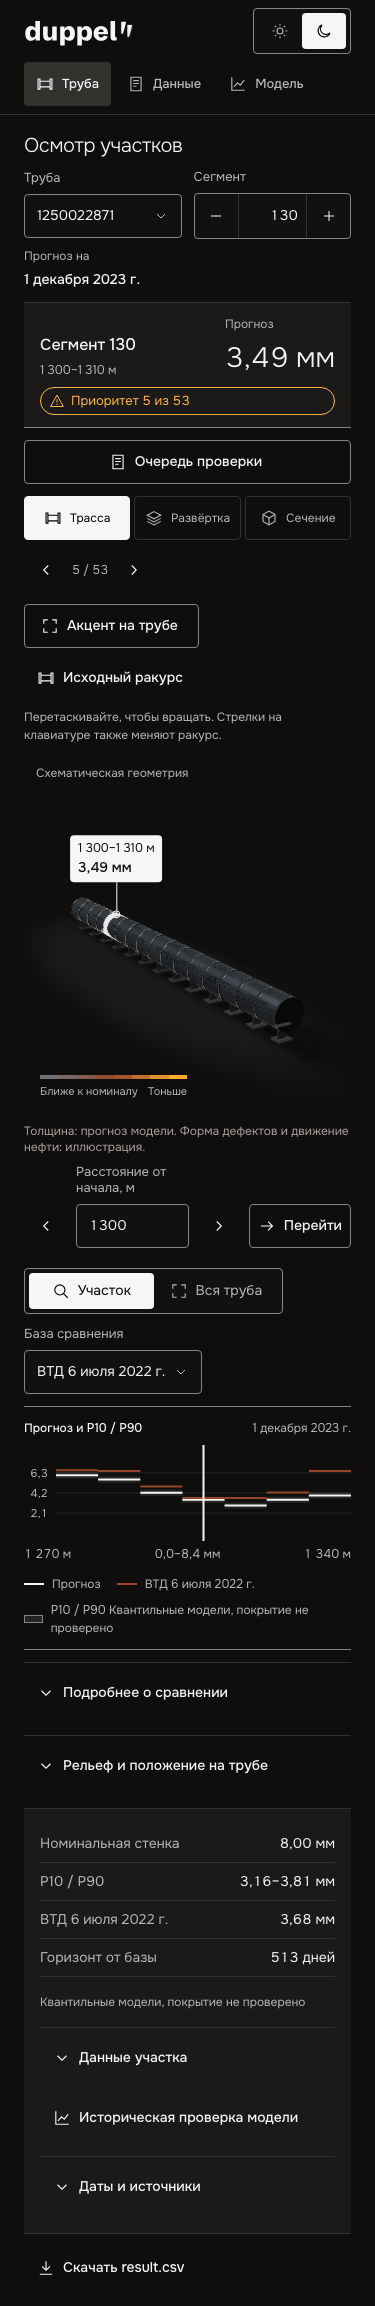 duppel
Труба
Данные
Модель
Осмотр участков
Труба
Сегмент
1250022871
130
Прогноз на
1 декабря 2023 г.
Прогноз
Сегмент 130
3,49 мм
1 300–1 310 м
Приоритет 5 из 53
Очередь проверки
Трасса
Развёртка
Сечение
5 / 53
Акцент на трубе
Исходный ракурс
Перетаскивайте, чтобы вращать. Стрелки на
клавиатуре также меняют ракурс.
Схематическая геометрия
1 300–1 310 м
3,49 мм
Ближе к номиналу Тоньше
Толщина: прогноз модели. Форма дефектов и движение
нефти: иллюстрация.
Расстояние от
начала, м
1300
Перейти
Участок
Вся труба
База сравнения
ВТД 6 июля 2022 г.
Прогноз и P10 / P90
1 декабря 2023 г.
6,3
4,2
2,1
1 270 м
0,0–8,4 мм
1 340 м
Прогноз
ВТД 6 июля 2022 г.
P10 / P90 Квантильные модели, покрытие не
проверено
Подробнее о сравнении
Рельеф и положение на трубе
Номинальная стенка
8,00 мм
P10 / P90
3,16–3,81 мм
ВТД 6 июля 2022 г.
3,68 мм
Горизонт от базы
513 дней
Квантильные модели, покрытие не проверено
Данные участка
Историческая проверка модели
Даты и источники
Скачать result.csv